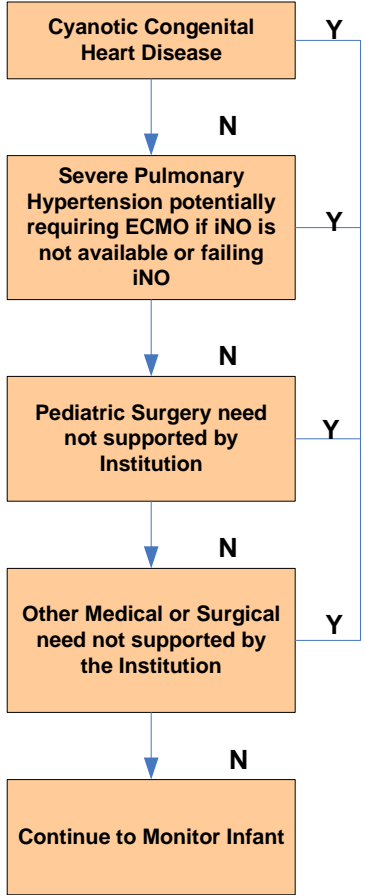 Cyanotic Congenital
Heart Disease
Y
N
Severe Pulmonary
Hypertension potentially
requiring ECMO if iNO is
not available or failing
iNO
Y
N
Pediatric Surgery need
not supported by
Institution
Y
N
Other Medical or Surgical
need not supported by
the Institution
Y
N
Continue to Monitor Infant